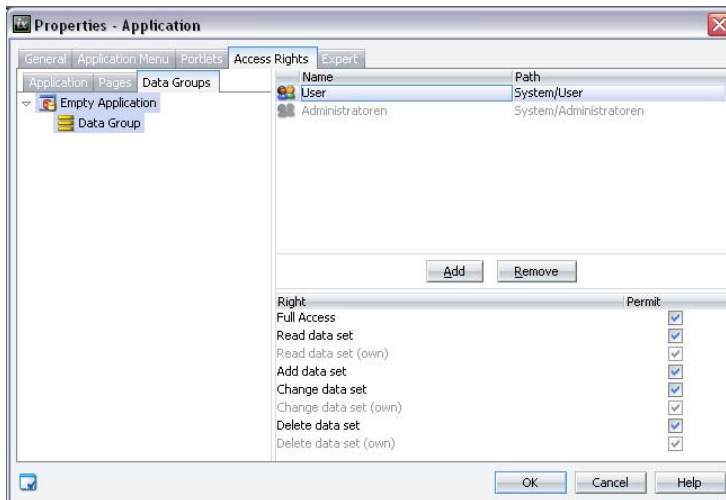 Properties - Application
General Application Menu Portlets Access Rights Expert
Application Pages Data Groups
Empty Application
Data Group
Name Path
User System/User
Administratoren System/Administratoren
Add Remove
Right Permit
Full Access
Read data set
Read data set (own)
Add data set
Change data set
Change data set (own)
Delete data set
Delete data set (own)
OK Cancel Help